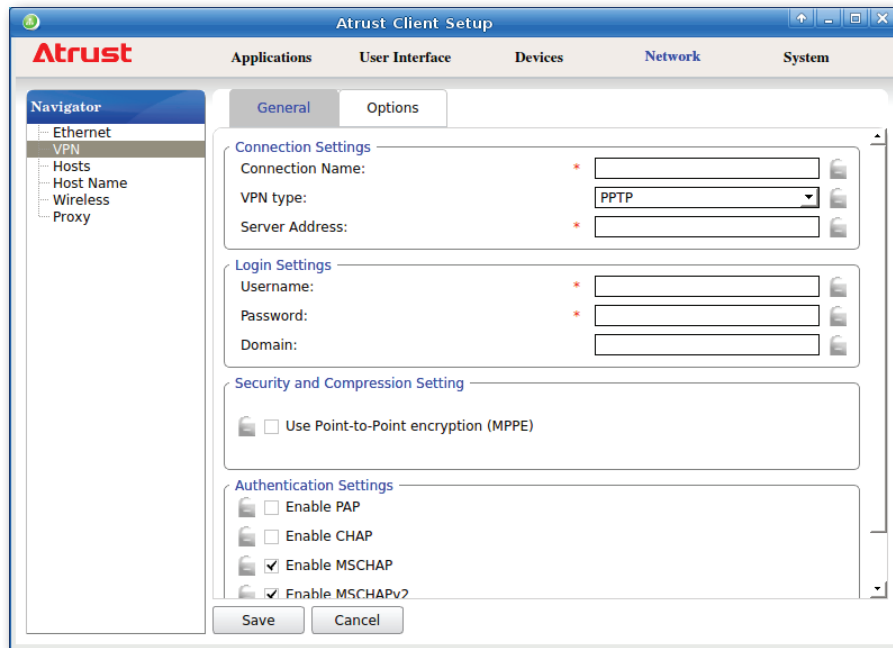 Atrust Client Setup
Atrust
Applications User Interface Devices Network System
Navigator
Ethernet
VPN
Hosts
Host Name
Wireless
Proxy
General Options
Connection Settings
Connection Name: *
VPN type: PPTP
Server Address: *
Login Settings
Username: *
Password: *
Domain:
Security and Compression Setting
Use Point-to-Point encryption (MPPE)
Authentication Settings
Enable PAP
Enable CHAP
Enable MSCHAP
Enable MSCHAPv2
Save Cancel